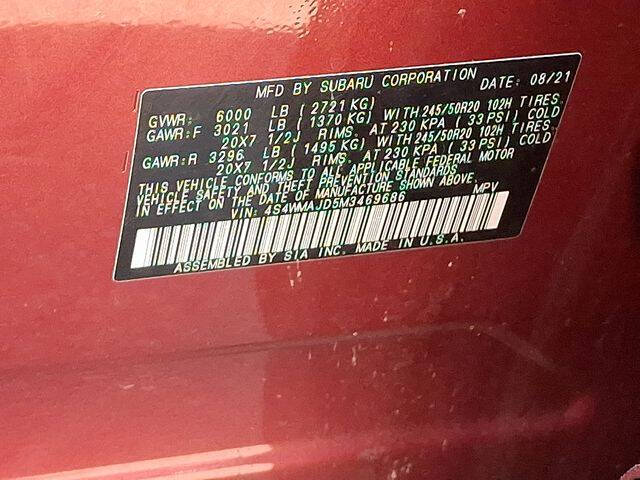 MFD BY SUBARU CORPORATION DATE: 08/21
GVWR: 6000 LB (2721 KG)
GAWR:F 3021 LB (1370 KG) WITH 245/50R20 102H TIRES,
20X7 1/2J RIMS, AT 230 KPA (33 PSI) COLD
GAWR:R 3296 LB (1495 KG) WITH 245/50R20 102H TIRES,
20X7 1/2J RIMS, AT 230 KPA (33 PSI) COLD
THIS VEHICLE CONFORMS TO ALL APPLICABLE FEDERAL MOTOR
VEHICLE SAFETY AND THEFT PREVENTION STANDARDS
IN EFFECT ON THE DATE OF MANUFACTURE SHOWN ABOVE.
VIN: 4S4WMAJD5M3469686 MPV
ASSEMBLED BY SIA INC. MADE IN U.S.A.